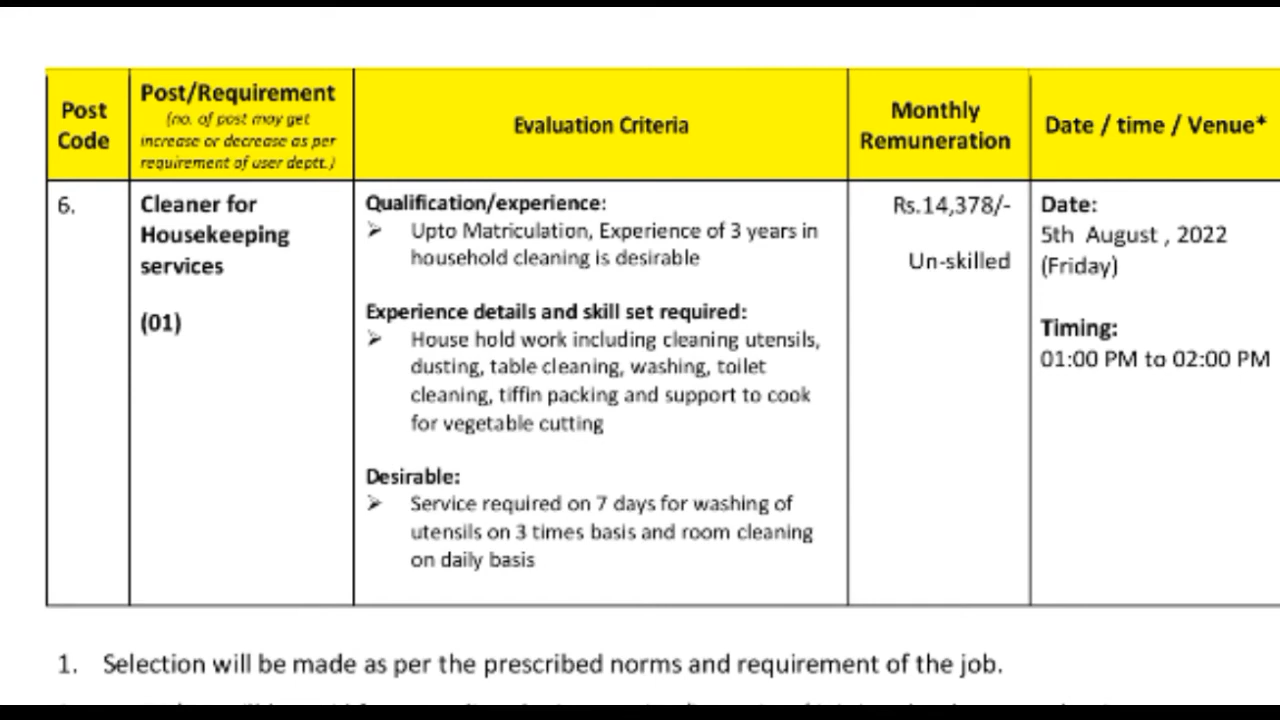 Post
Code
Post/Requirement
(no. of post may get
increase or decrease as per
requirement of user deptt.)
Evaluation Criteria
Monthly
Remuneration
Date / time / Venue*
6.
Cleaner for
Housekeeping
services
(01)
Qualification/experience:
➢ Upto Matriculation, Experience of 3 years in
household cleaning is desirable
Experience details and skill set required:
➢ House hold work including cleaning utensils,
dusting, table cleaning, washing, toilet
cleaning, tiffin packing and support to cook
for vegetable cutting
Desirable:
➢ Service required on 7 days for washing of
utensils on 3 times basis and room cleaning
on daily basis
Rs.14,378/-
Un-skilled
Date:
5th August , 2022
(Friday)
Timing:
01:00 PM to 02:00 PM
1. Selection will be made as per the prescribed norms and requirement of the job.